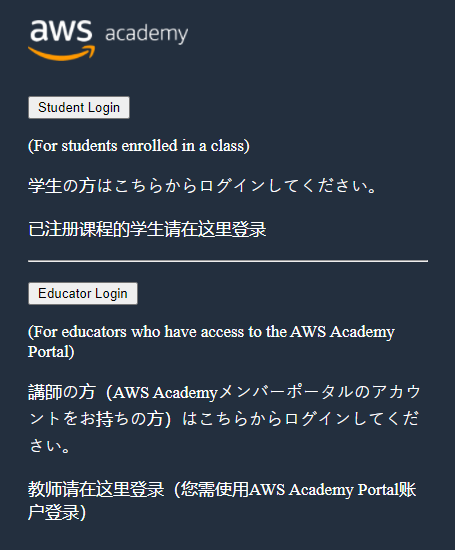 aws academy
Student Login
(For students enrolled in a class)
学生の方はこちらからログインしてください。
已注册课程的学生请在这里登录
Educator Login
(For educators who have access to the AWS Academy
Portal)
講師の方（AWS Academyメンバーポータルのアカウ
ントをお持ちの方）はこちらからログインしてくだ
さい。
教师请在这里登录（您需使用AWS Academy Portal账
户登录）